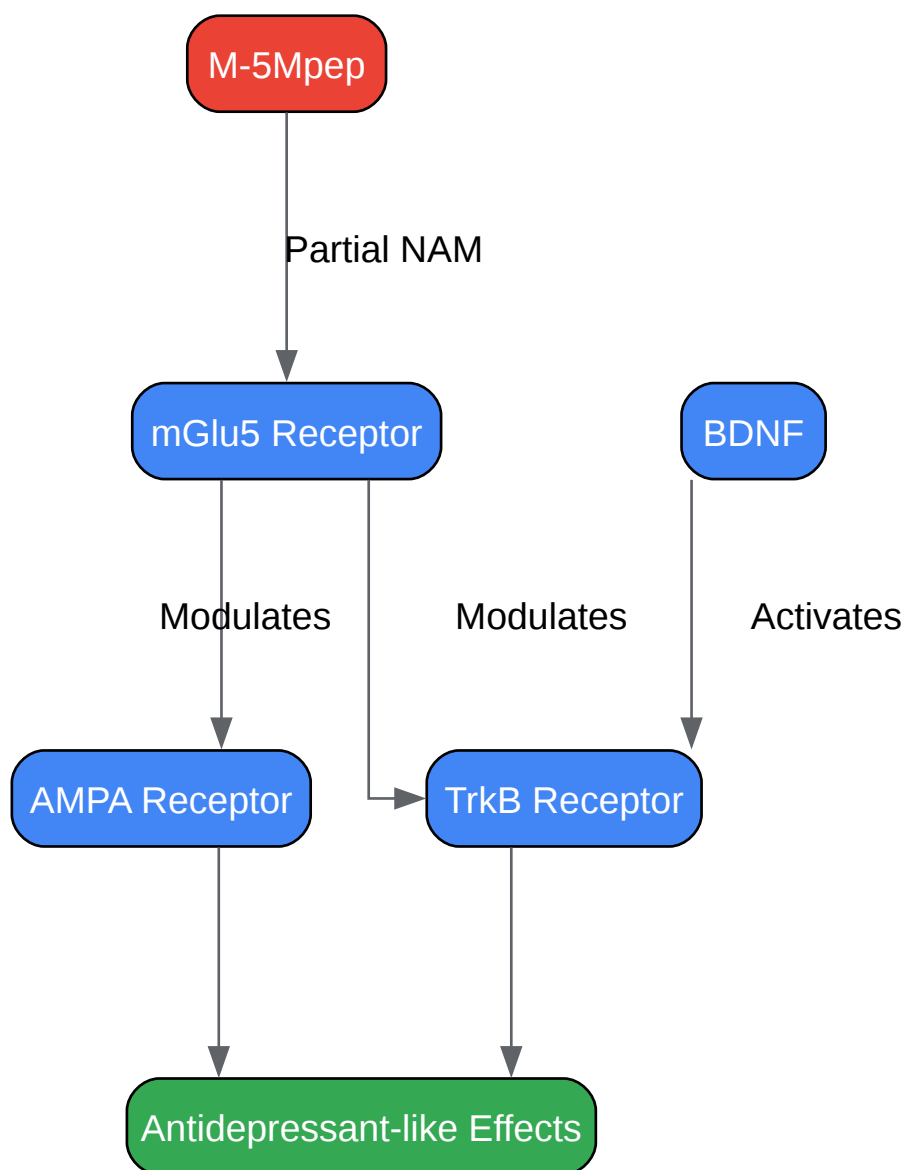 M-5Mpep
Partial NAM
mGlu5 Receptor
BDNF
Modulates
Modulates
Activates
AMPA Receptor
TrkB Receptor
Antidepressant-like Effects